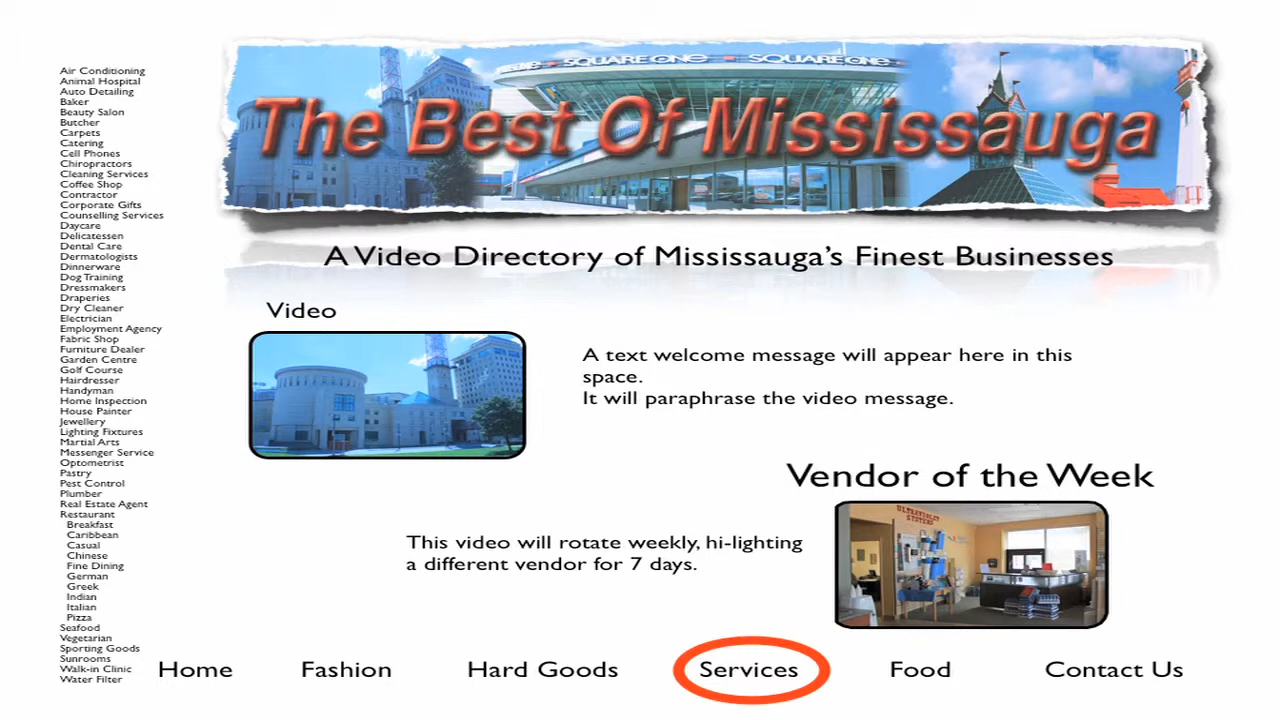 Air Conditioning
Animal Hospital
Auto Detailing
Baker
Beauty Salon
Butcher
Carpets
Catering
Cell Phones
Chiropractors
Cleaning Services
Coffee Shop
Contractor
Corporate Gifts
Counselling Services
Daycare
Delicatessen
Dental Care
Dermatologists
Dinnerware
Dog Training
Dressmakers
Draperies
Dry Cleaner
Electrician
Employment Agency
Fabric Shop
Furniture Dealer
Garden Centre
Golf Course
Hairdresser
Handyman
Home Inspection
House Painter
Jewellery
Lighting Fixtures
Martial Arts
Messenger Service
Optometrist
Pastry
Pest Control
Plumber
Real Estate Agent
Restaurant
Breakfast
Caribbean
Casual
Chinese
Fine Dining
German
Greek
Indian
Italian
Pizza
Seafood
Vegetarian
Sporting Goods
Sunrooms
Walk-in Clinic
Water Filter
SQUARE ONE SQUARE ONE
The Best Of Mississauga
A Video Directory of Mississauga's Finest Businesses
Video
A text welcome message will appear here in this
space.
It will paraphrase the video message.
Vendor of the Week
ULTRAVIOLET
SYSTEMS
This video will rotate weekly, hi-lighting
a different vendor for 7 days.
Home Fashion Hard Goods Services Food Contact Us